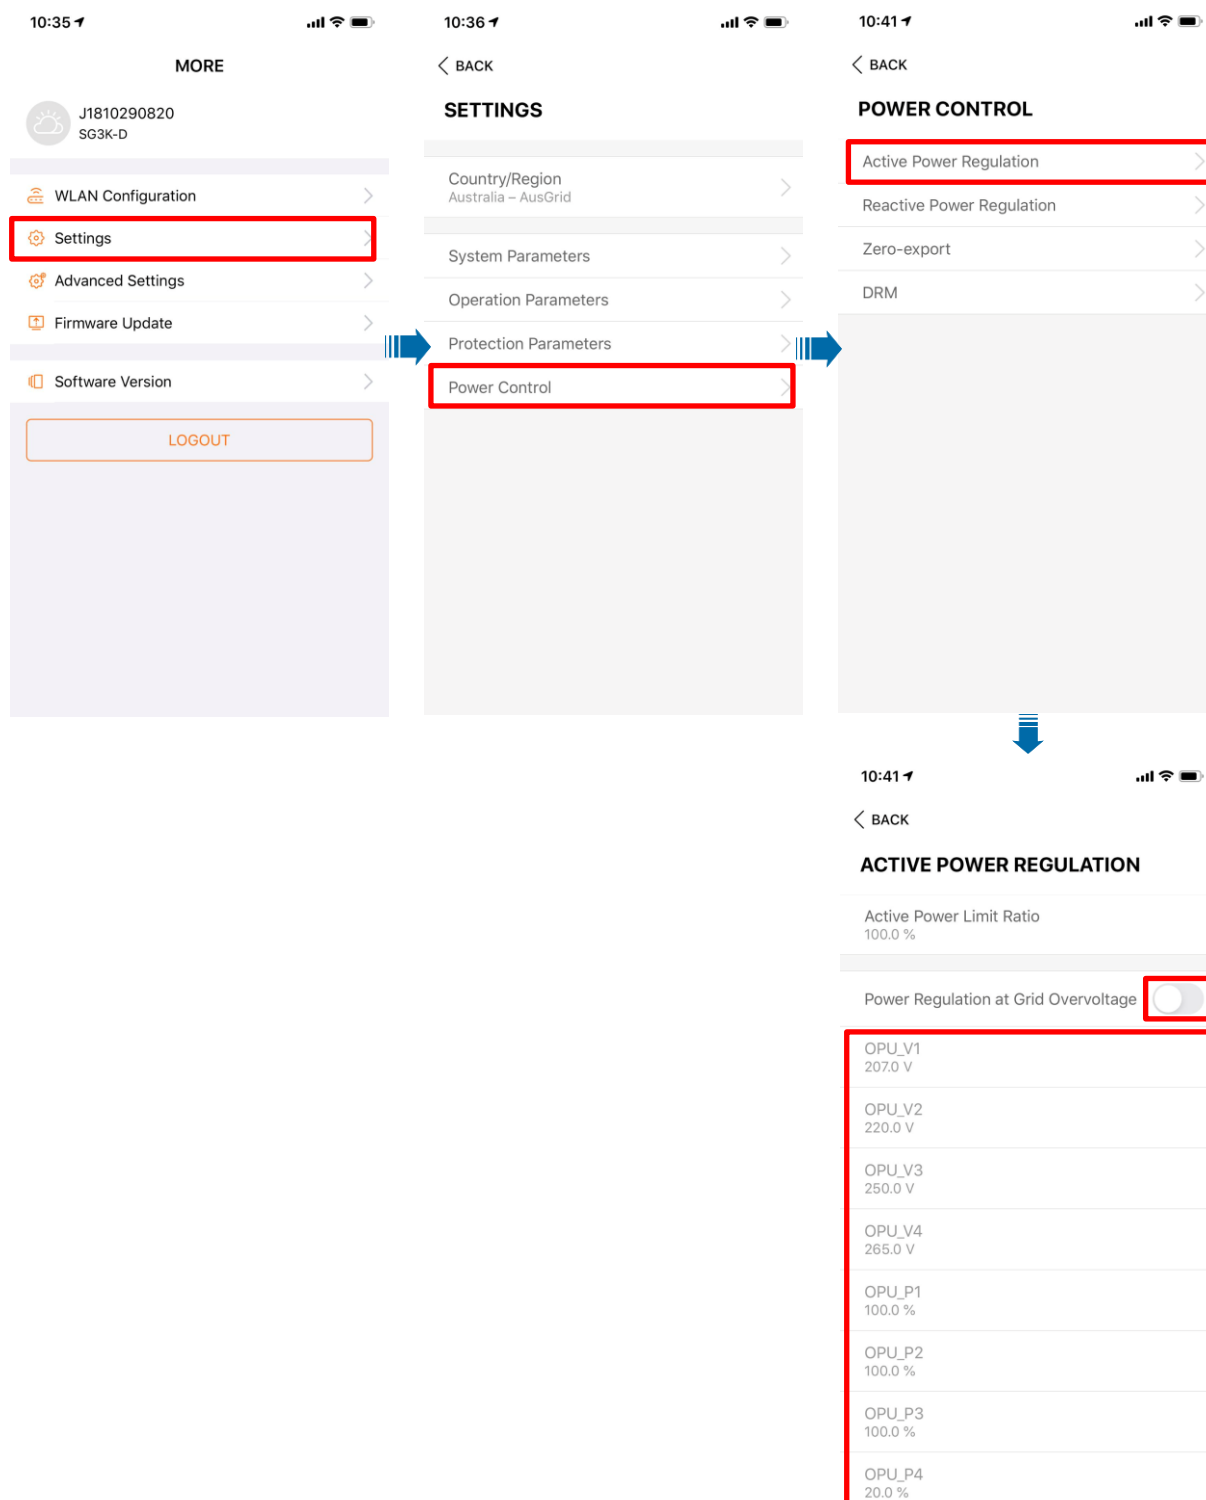 10:35
MORE
J1810290820
SG3K-D
WLAN Configuration
Settings
Advanced Settings
Firmware Update
Software Version
LOGOUT
10:36
BACK
SETTINGS
Country/Region
Australia – AusGrid
System Parameters
Operation Parameters
Protection Parameters
Power Control
10:41
BACK
POWER CONTROL
Active Power Regulation
Reactive Power Regulation
Zero-export
DRM
10:41
BACK
ACTIVE POWER REGULATION
Active Power Limit Ratio
100.0 %
Power Regulation at Grid Overvoltage
OPU_V1
207.0 V
OPU_V2
220.0 V
OPU_V3
250.0 V
OPU_V4
265.0 V
OPU_P1
100.0 %
OPU_P2
100.0 %
OPU_P3
100.0 %
OPU_P4
20.0 %